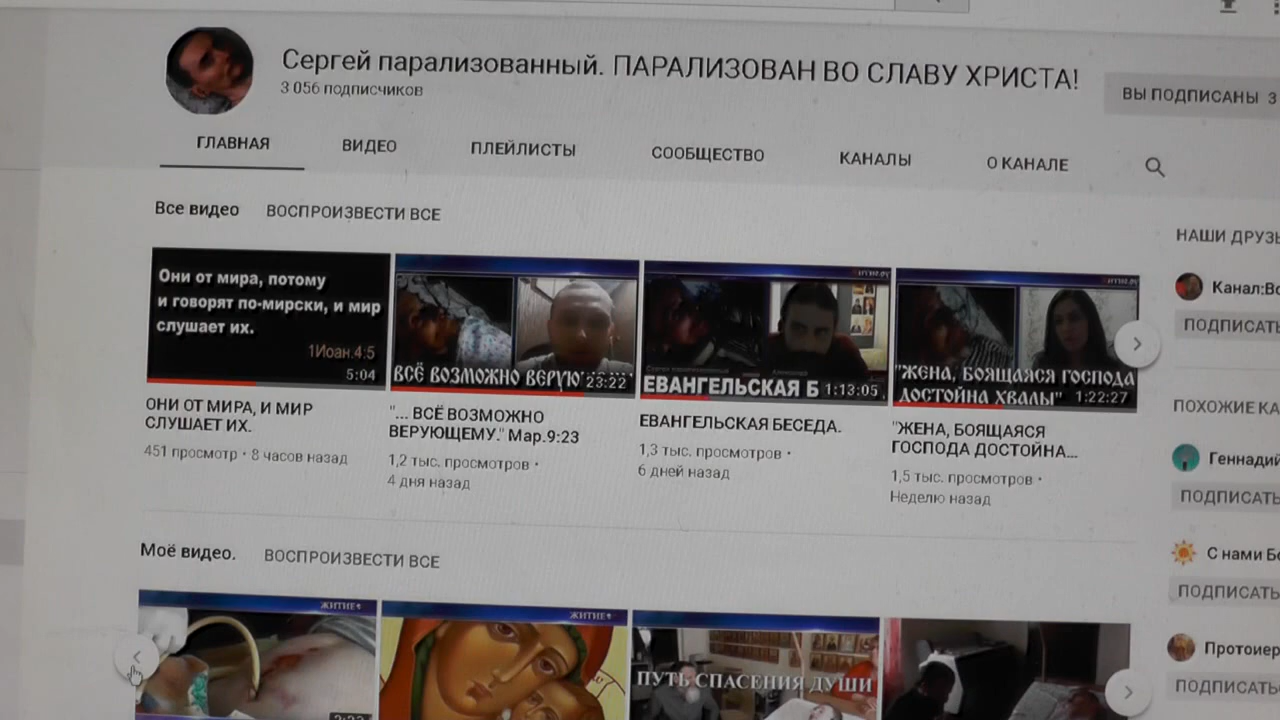 Сергей парализованный. ПАРАЛИЗОВАН ВО СЛАВУ ХРИСТА!
3 056 подписчиков
ВЫ ПОДПИСАНЫ 3
ГЛАВНАЯ ВИДЕО ПЛЕЙЛИСТЫ СООБЩЕСТВО КАНАЛЫ О КАНАЛЕ
Все видео ВОСПРОИЗВЕСТИ ВСЕ
Они от мира, потому
и говорят по-мирски, и мир
слушает их.
1Иоан.4:5
5:04
ОНИ ОТ МИРА, И МИР
СЛУШАЕТ ИХ.
451 просмотр • 8 часов назад
ВСЁ ВОЗМОЖНО
23:22
"... ВСЁ ВОЗМОЖНО
ВЕРУЮЩЕМУ." Мар.9:23
1,2 тыс. просмотров •
4 дня назад
ЕВАНГЕЛЬСКАЯ Б
1:13:05
ЕВАНГЕЛЬСКАЯ БЕСЕДА.
1,3 тыс. просмотров •
6 дней назад
"ЖЕНА, БОЯЩАЯСЯ ГОСПОДА
ДОСТОЙНА ХВАЛЫ"
1:22:27
"ЖЕНА, БОЯЩАЯСЯ
ГОСПОДА ДОСТОЙНА...
1,5 тыс. просмотров •
Неделю назад
НАШИ ДРУЗЬ
Канал:Во
ПОДПИСАТЬ
ПОХОЖИЕ КА
Геннадий
ПОДПИСАТЬ
С нами Бо
ПОДПИСАТЬ
Протоиер
ПОДПИСАТЬ
Моё видео. ВОСПРОИЗВЕСТИ ВСЕ
ЖИТИЕ
ЖИТИЕ
ПУТЬ СПАСЕНИЯ ДУШИ